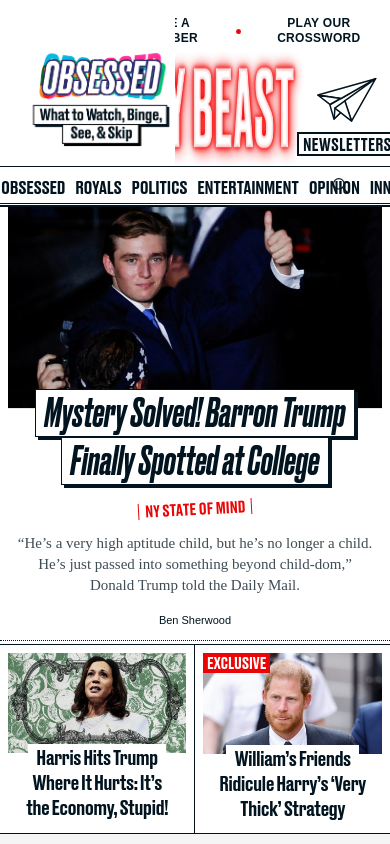 E A
BER
PLAY OUR
CROSSWORD
OBSESSED
What to Watch, Binge,
See, & Skip
Y BEAST
NEWSLETTERS
OBSESSED ROYALS POLITICS ENTERTAINMENT OPINION INN
Mystery Solved! Barron Trump
Finally Spotted at College
NY STATE OF MIND
“He’s a very high aptitude child, but he’s no longer a child.
He’s just passed into something beyond child-dom,”
Donald Trump told the Daily Mail.
Ben Sherwood
Harris Hits Trump
Where It Hurts: It’s
the Economy, Stupid!
EXCLUSIVE
William’s Friends
Ridicule Harry’s ‘Very
Thick’ Strategy